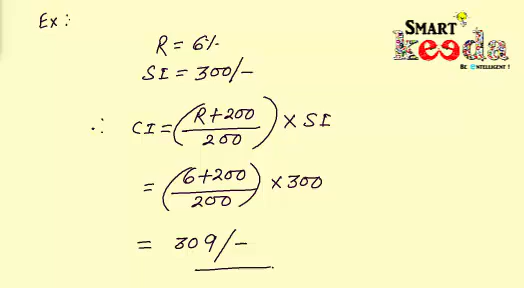 Ex :
SMART
keeda
BE INTELLIGENT !
R = 6%
SI = 300/-
∴ CI = (R+200/200) × SI
= (6+200/200) × 300
= 309/-